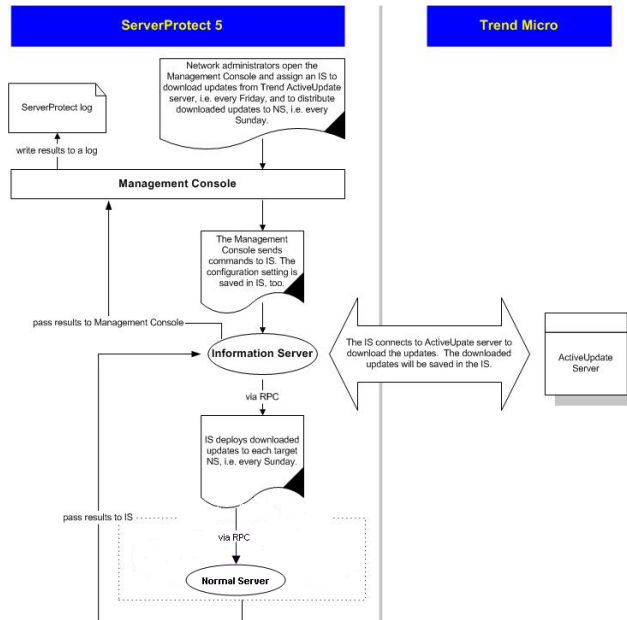 ServerProtect 5
Trend Micro
Network administrators open the
Management Console and assign an IS to
download updates from Trend ActiveUpdate
server, i.e. every Friday, and to distribute
downloaded updates to NS, i.e. every
Sunday.
ServerProtect log
write results to a log
Management Console
The Management
Console sends
commands to IS. The
configuration setting is
saved in IS, too.
pass results to Management Console
Information Server
The IS connects to ActiveUpate server to
download the updates. The downloaded
updates will be saved in the IS.
ActiveUpdate
Server
via RPC
IS deploys downloaded
updates to each target
NS, i.e. every Sunday.
pass results to IS
via RPC
Normal Server